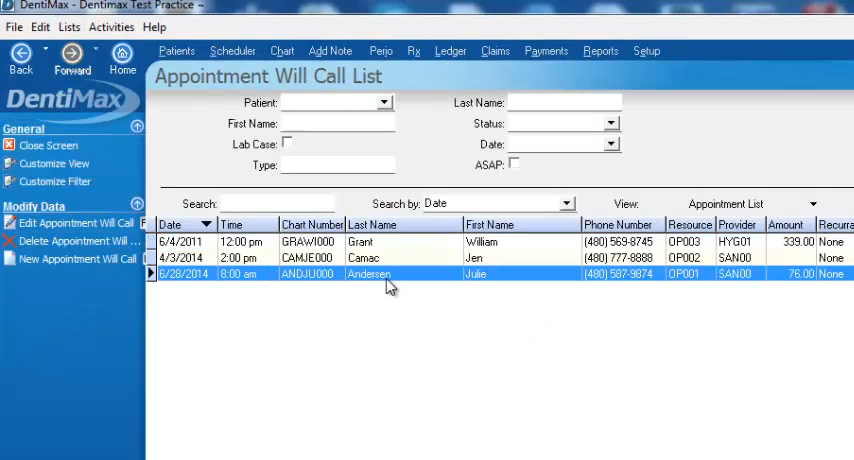 DentiMax - Dentimax Test Practice ~
File Edit Lists Activities Help
Back Forward Home
Patients Scheduler Chart Add Note Perio Rx Ledger Claims Payments Reports Setup
DentiMax
Appointment Will Call List
General
Close Screen
Customize View
Customize Filter
Modify Data
Edit Appointment Will Call
Delete Appointment Will ...
New Appointment Will Call
Patient: Last Name:
First Name: Status:
Lab Case: Date:
Type: ASAP:
Search: Search by: Date View: Appointment List
Date Time Chart Number Last Name First Name Phone Number Resource Provider Amount Recurra
6/4/2011 12:00 pm GRAWI000 Grant William (480) 569-8745 OP003 HYG01 339.00 None
4/3/2014 2:00 pm CAMJE000 Camac Jen (480) 777-8888 OP002 SAN00 None
6/28/2014 8:00 am ANDJU000 Andersen Julie (480) 587-9874 OP001 SAN00 76.00 None